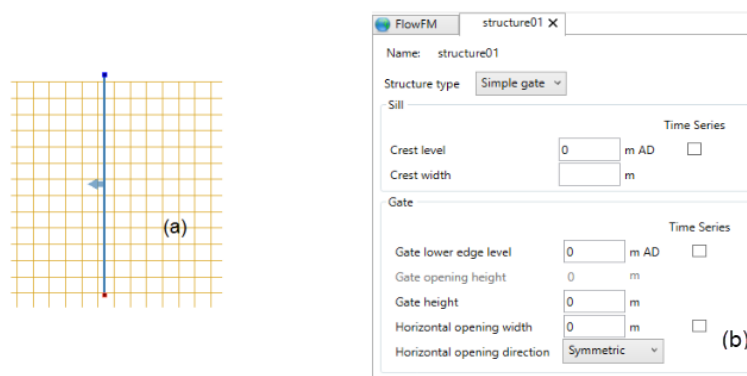 FlowFM structure01
Name: structure01
Structure type Simple gate
Sill
Time Series
Crest level 0 m AD
Crest width m
Gate
Time Series
Gate lower edge level 0 m AD
Gate opening height 0 m
Gate height 0 m
Horizontal opening width 0 m
Horizontal opening direction Symmetric
(a)
(b)